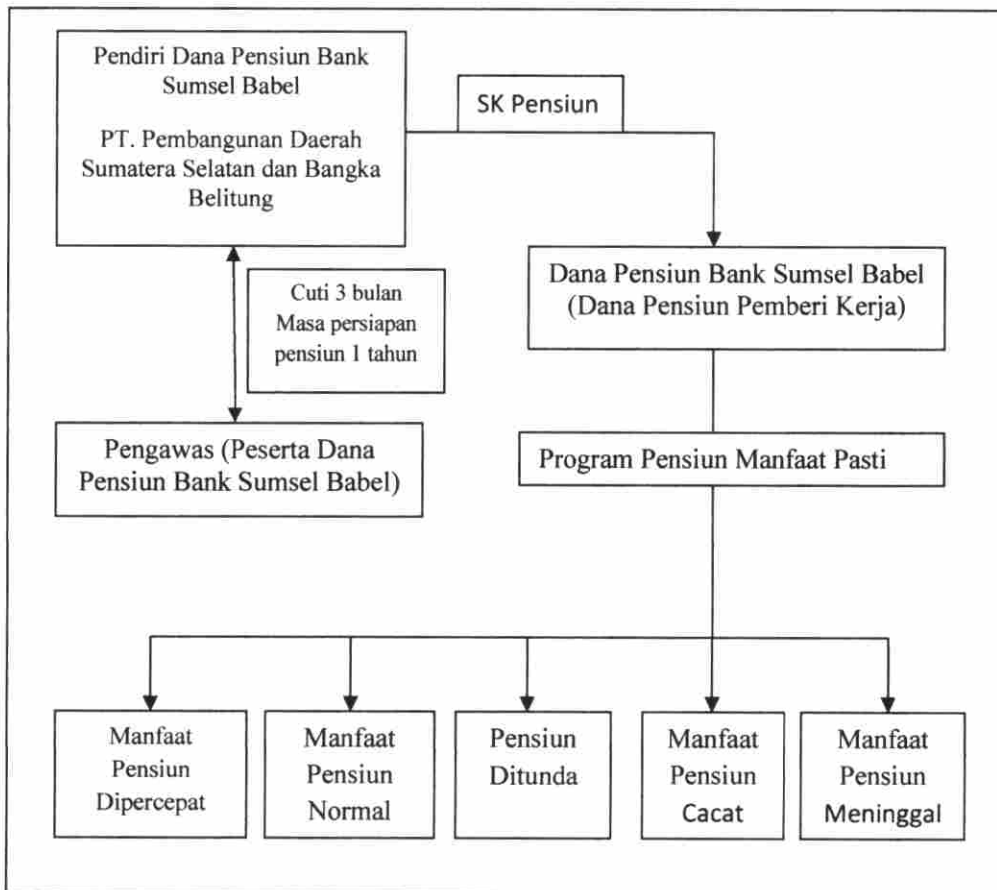 Pendiri Dana Pensiun Bank
Sumsel Babel
PT. Pembangunan Daerah
Sumatera Selatan dan Bangka
Belitung
SK Pensiun
Cuti 3 bulan
Masa persiapan
pensiun 1 tahun
Dana Pensiun Bank Sumsel Babel
(Dana Pensiun Pemberi Kerja)
Pengawas (Peserta Dana
Pensiun Bank Sumsel Babel)
Program Pensiun Manfaat Pasti
Manfaat
Pensiun
Dipercepat
Manfaat
Pensiun
Normal
Pensiun
Ditunda
Manfaat
Pensiun
Cacat
Manfaat
Pensiun
Meninggal